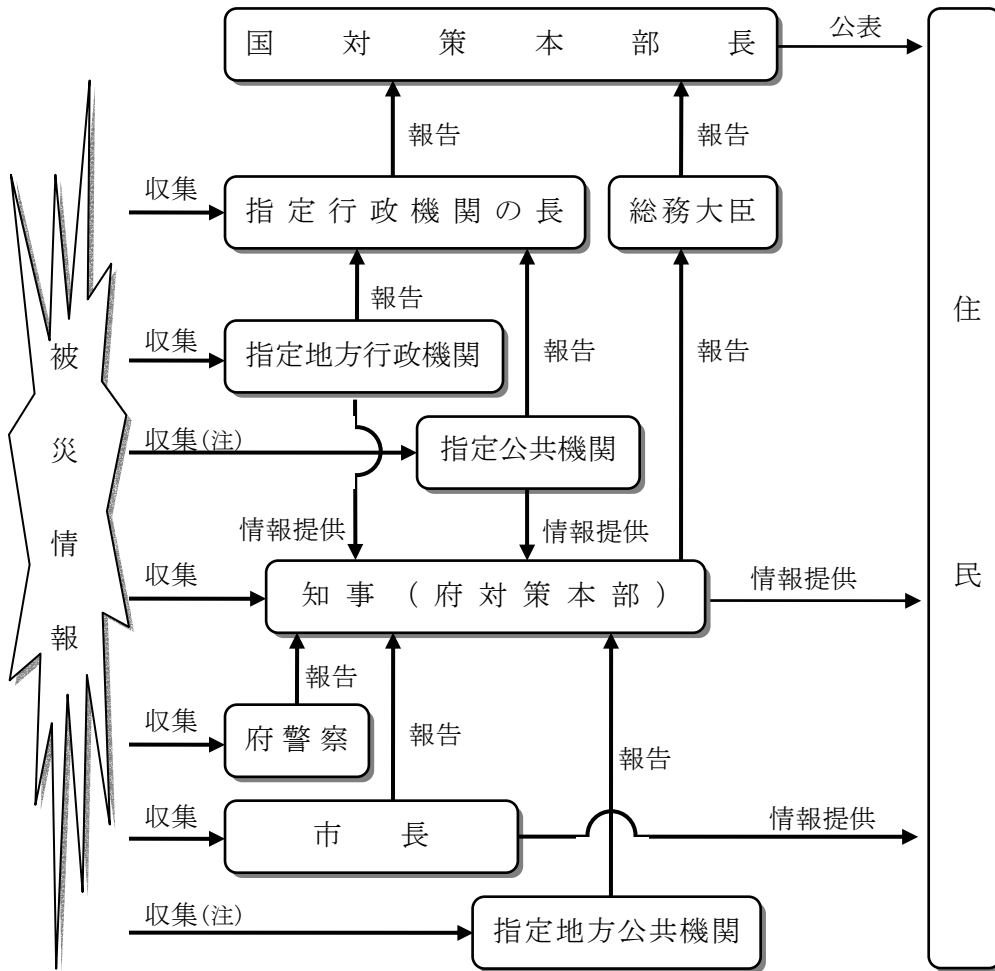 国対策本部長
公表
報告
報告
収集
指定行政機関の長
総務大臣
報告
収集
指定地方行政機関
報告
報告
収集(注)
指定公共機関
情報提供
情報提供
収集
知事(府対策本部)
情報提供
報告
収集
府警察
報告
報告
収集
市長
情報提供
収集(注)
指定地方公共機関
被災情報
住民